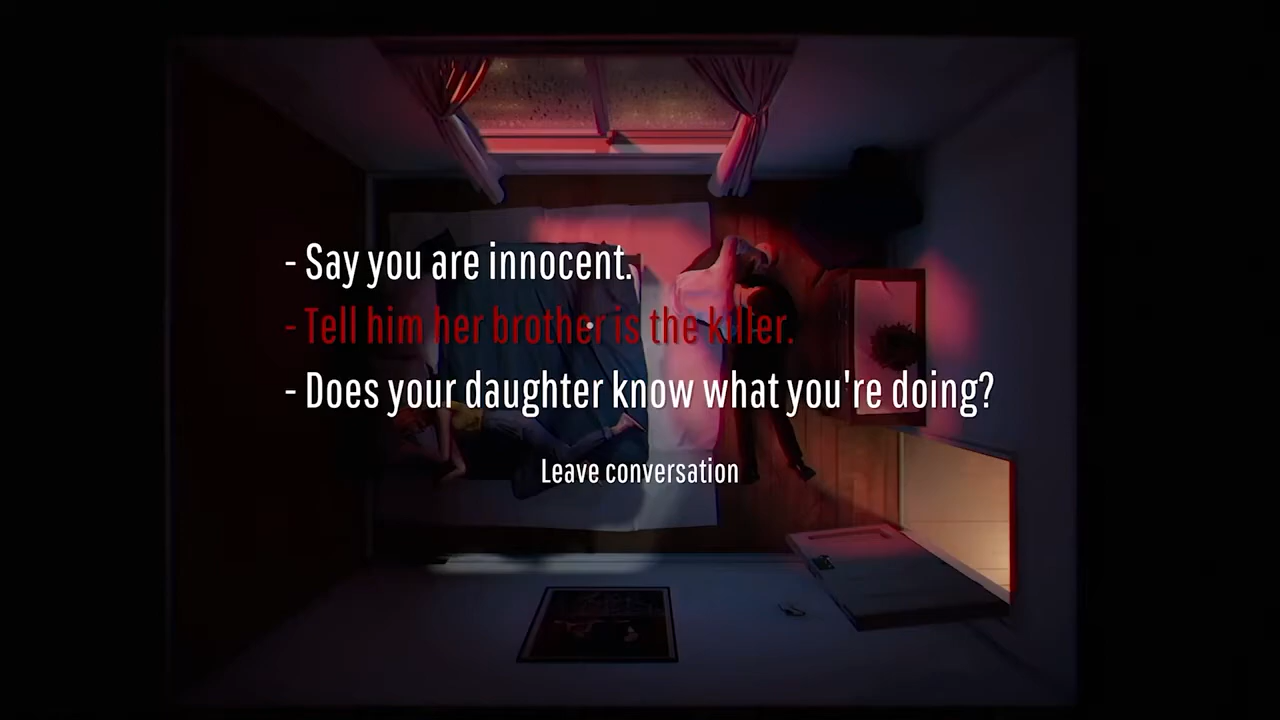 - Say you are innocent.
- Tell him her brother is the killer.
- Does your daughter know what you're doing?
Leave conversation